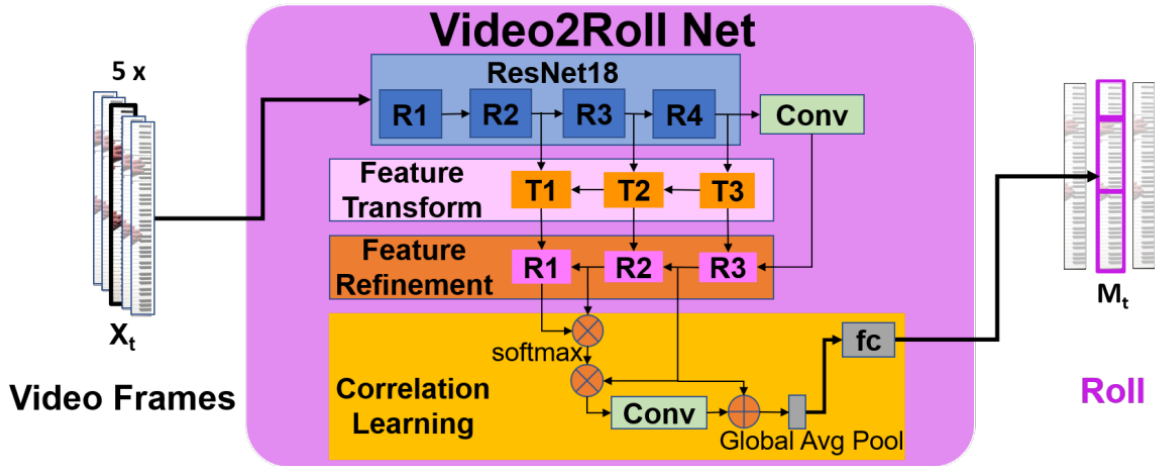 Video2Roll Net
5 x
ResNet18
R1
R2
R3
R4
Conv
Feature
Transform
T1
T2
T3
Feature
Refinement
R1
R2
R3
Xt
Mt
softmax
fc
Video Frames
Correlation
Learning
Conv
Global Avg Pool
Roll